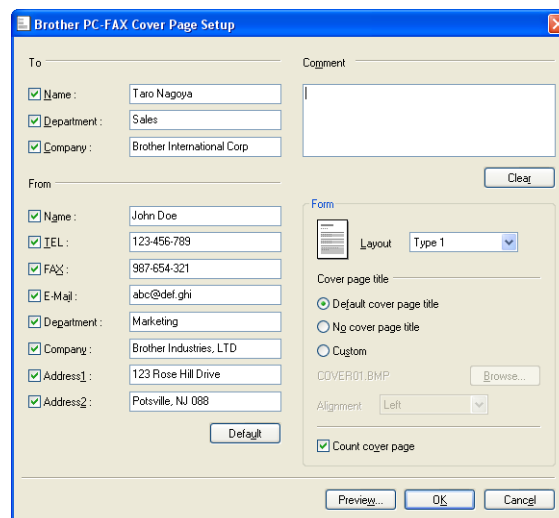 Brother PC-FAX Cover Page Setup
To
Name : Taro Nagoya
Department : Sales
Company : Brother International Corp
From
Name : John Doe
TEL : 123-456-789
FAX : 987-654-321
E-Mail : abc@def.ghi
Department : Marketing
Company : Brother Industries, LTD
Address1 : 123 Rose Hill Drive
Address2 : Potsville, NJ 088
Default
Comment
Clear
Form
Layout Type 1
Cover page title
Default cover page title
No cover page title
Custom
COVER01.BMP Browse...
Alignment Left
Count cover page
Preview... OK Cancel